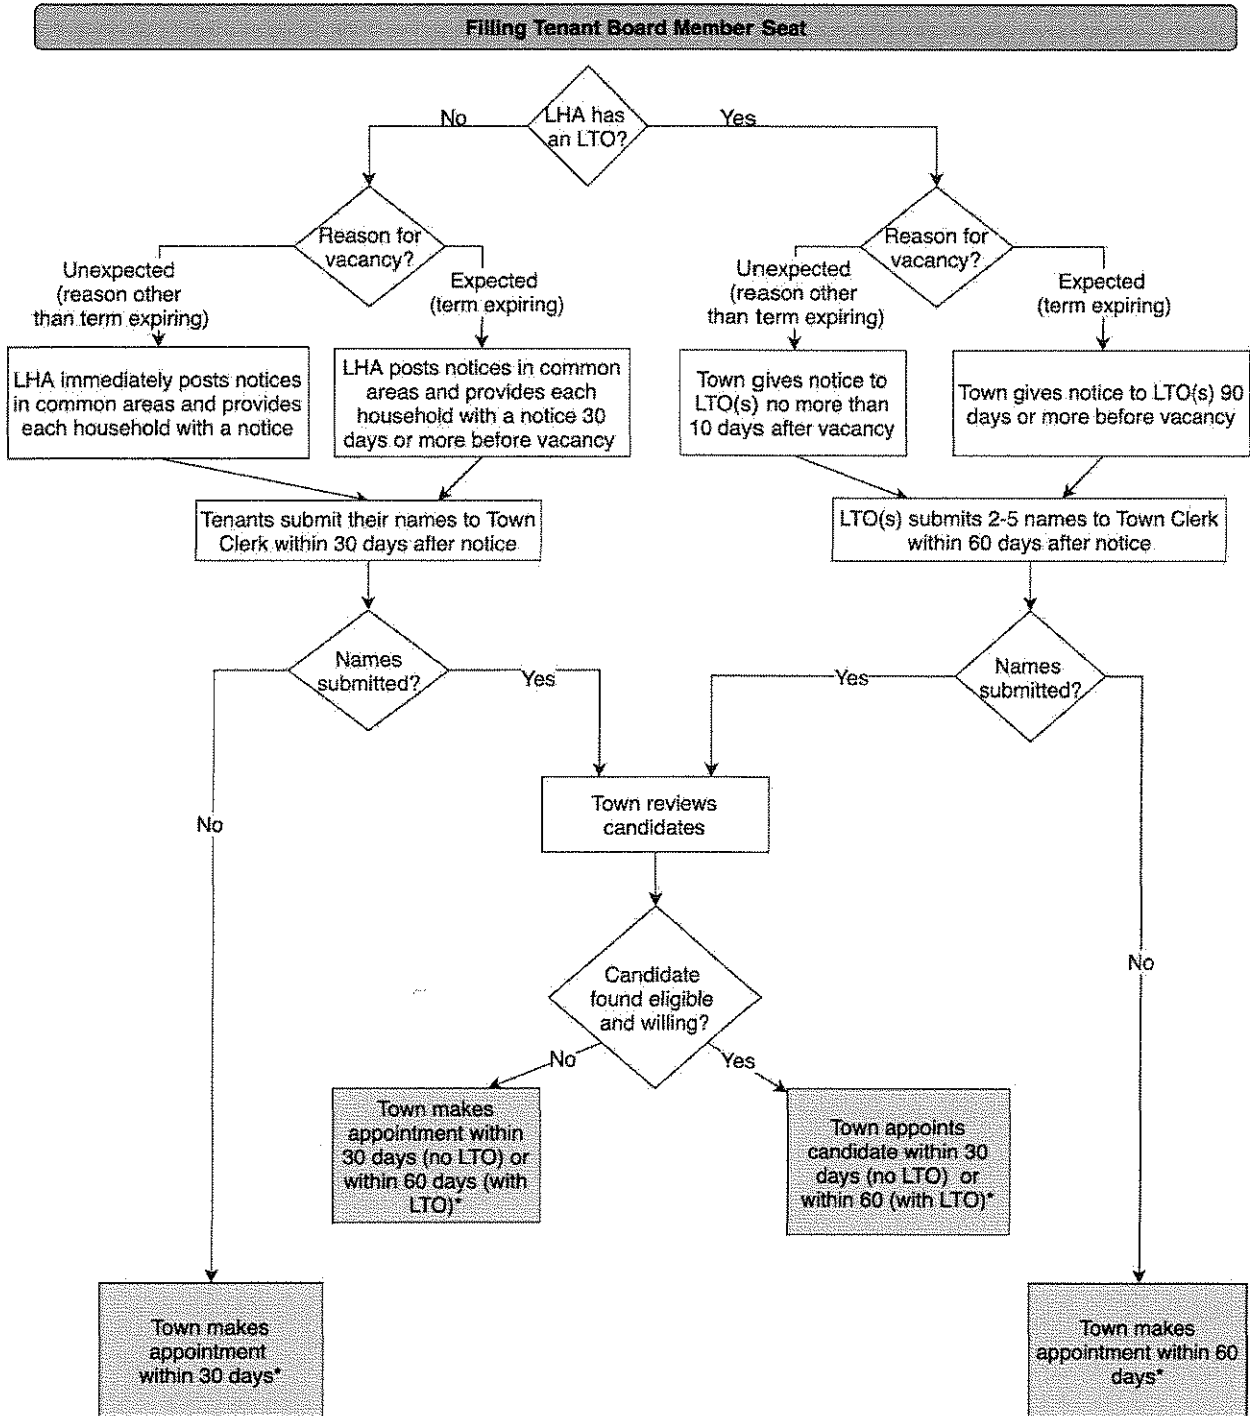 Filling Tenant Board Member Seat
LHA has
an LTO?
No
Yes
Reason for
vacancy?
Unexpected
(reason other
than term expiring)
Expected
(term expiring)
Reason for
vacancy?
Unexpected
(reason other
than term expiring)
Expected
(term expiring)
LHA immediately posts notices
in common areas and provides
each household with a notice
LHA posts notices in common
areas and provides each
household with a notice 30
days or more before vacancy
Town gives notice to
LTO(s) no more than
10 days after vacancy
Town gives notice to LTO(s) 90
days or more before vacancy
Tenants submit their names to Town
Clerk within 30 days after notice
LTO(s) submits 2-5 names to Town Clerk
within 60 days after notice
Names
submitted?
Yes
Yes
Names
submitted?
Town reviews
candidates
No
No
Candidate
found eligible
and willing?
No
Yes
Town makes
appointment within
30 days (no LTO) or
within 60 days (with
LTO)*
Town appoints
candidate within 30
days (no LTO) or
within 60 (with LTO)*
Town makes
appointment
within 30 days*
Town makes
appointment within 60
days*